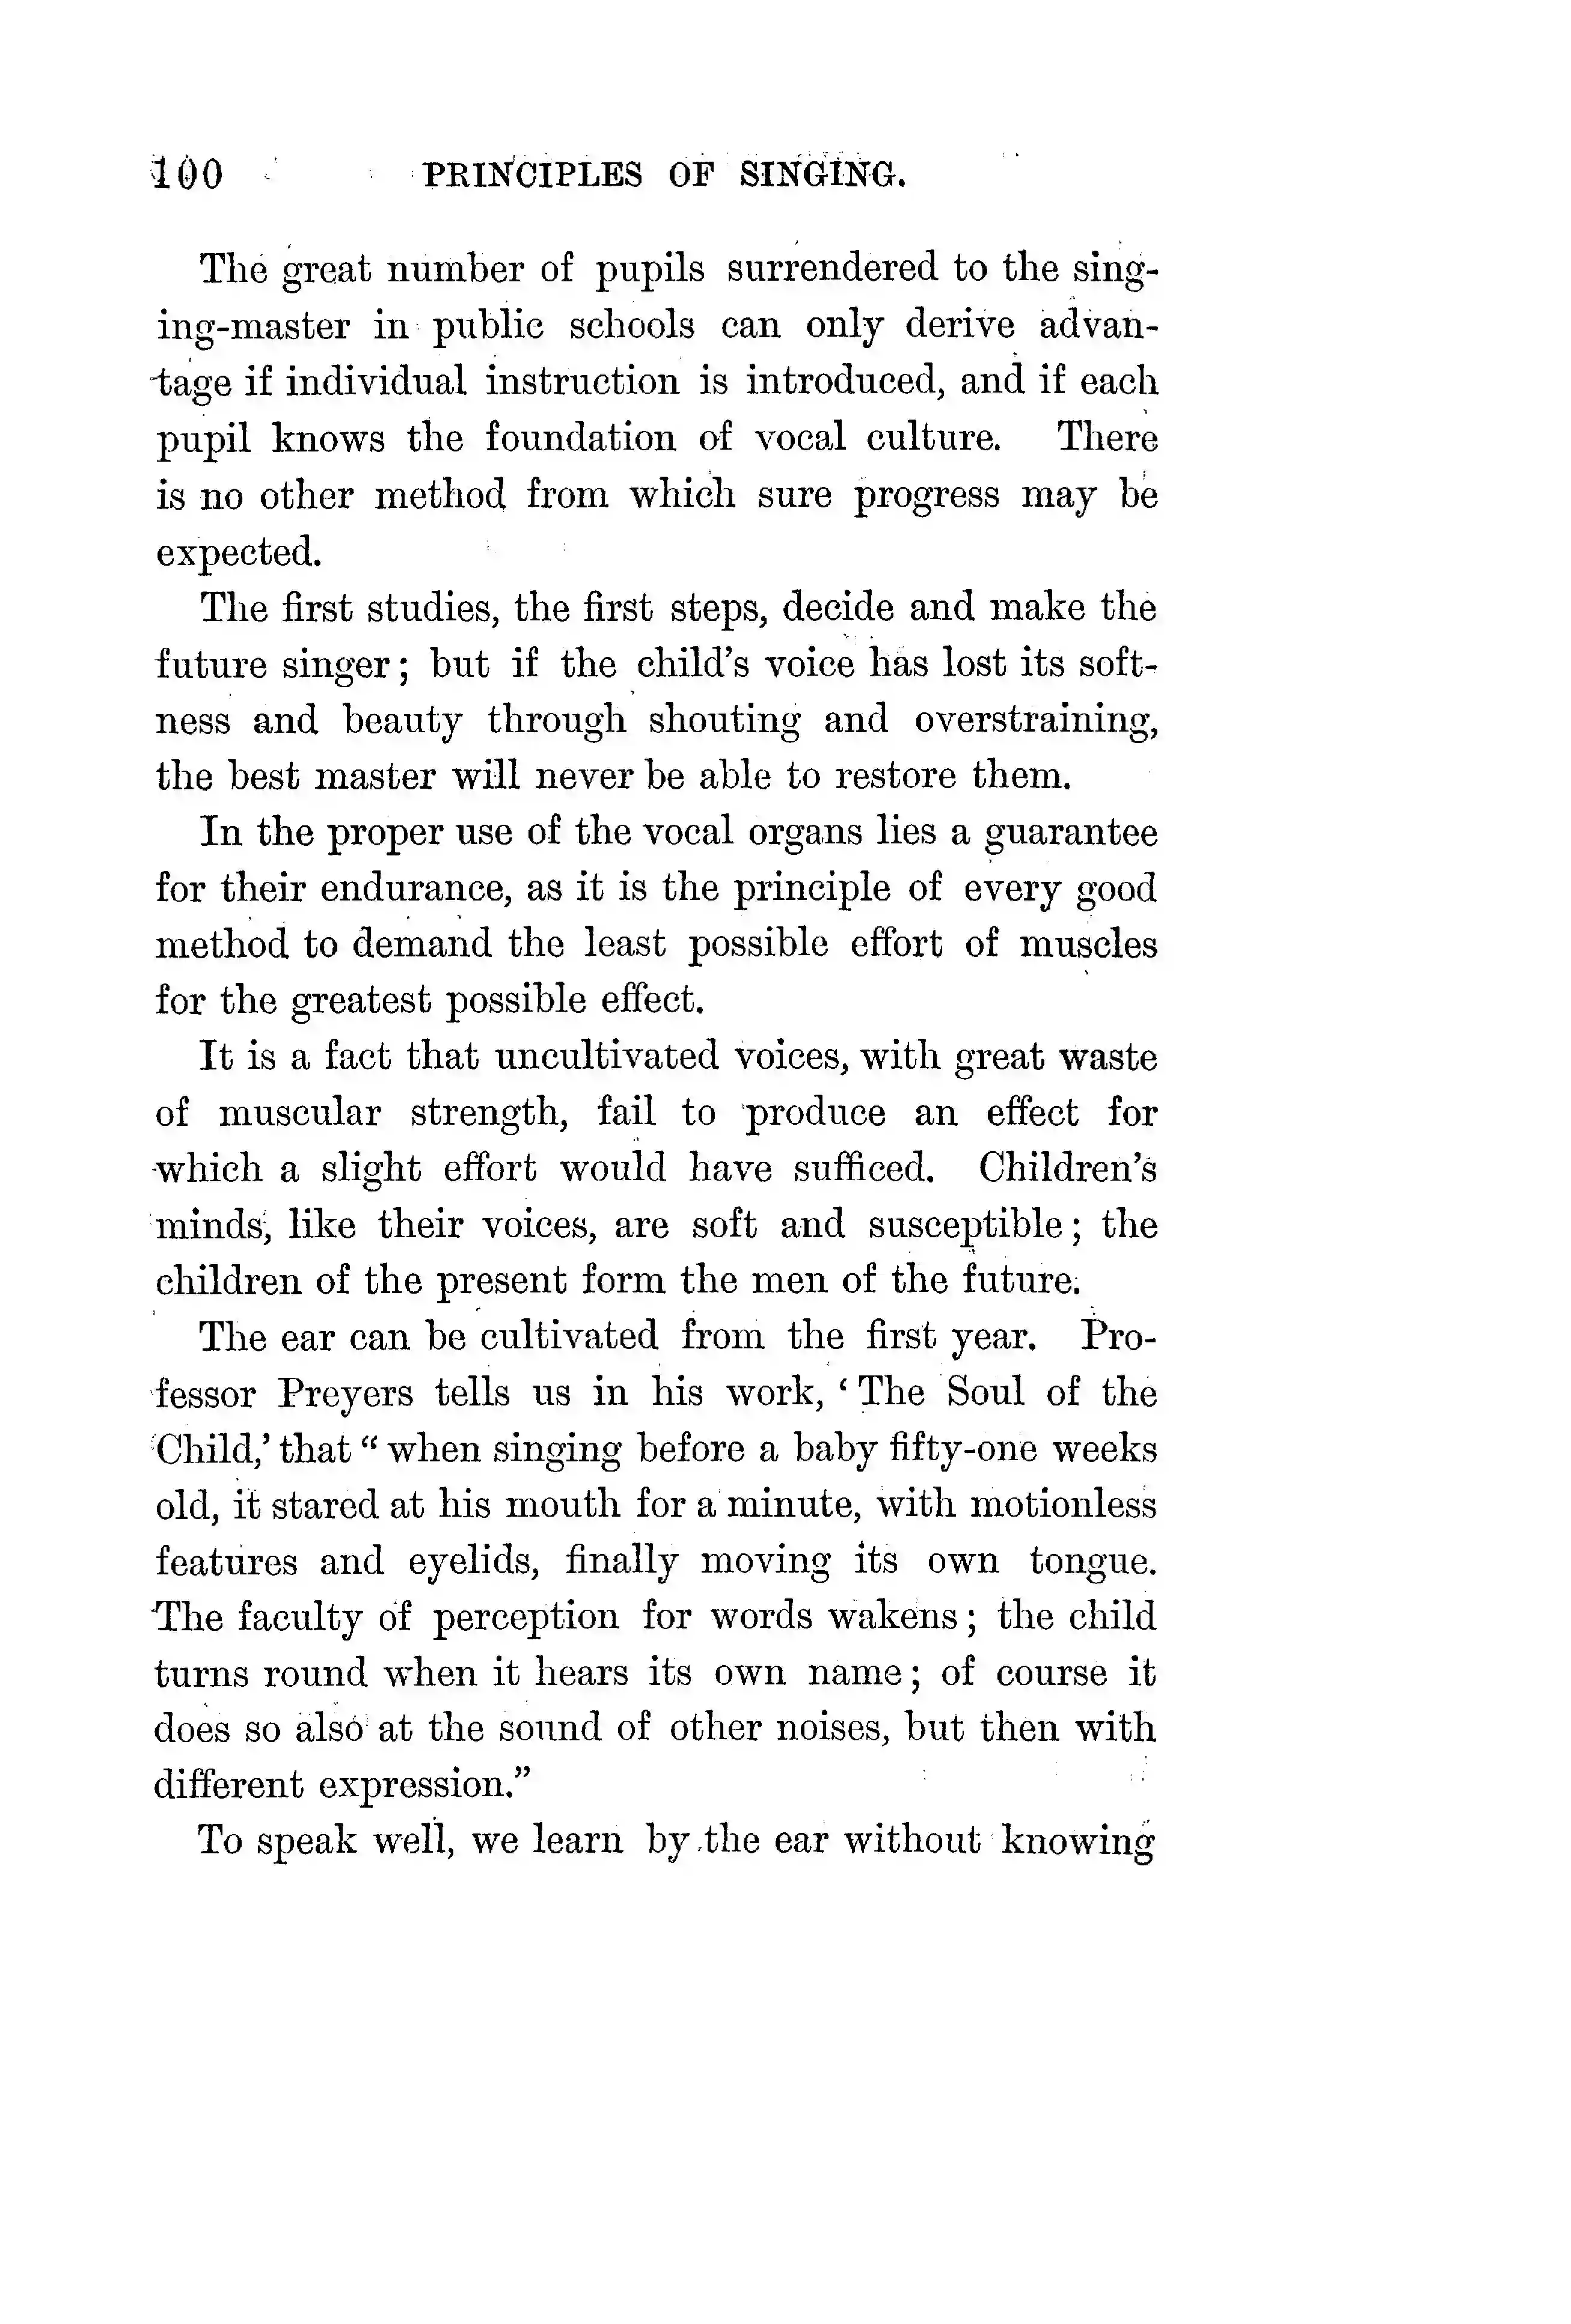 100 PRINCIPLES OF SINGING.
The great number of pupils surrendered to the sing-
ing-master in public schools can only derive advan-
tage if individual instruction is introduced, and if each
pupil knows the foundation of vocal culture. There
is no other method from which sure progress may be
expected.
The first studies, the first steps, decide and make the
future singer; but if the child's voice has lost its soft-
ness and beauty through shouting and overstraining,
the best master will never be able to restore them.
In the proper use of the vocal organs lies a guarantee
for their endurance, as it is the principle of every good
method to demand the least possible effort of muscles
for the greatest possible effect.
It is a fact that uncultivated voices, with great waste
of muscular strength, fail to produce an effect for
which a slight effort would have sufficed. Children's
minds, like their voices, are soft and susceptible; the
children of the present form the men of the future.
The ear can be cultivated from the first year. Pro-
fessor Preyers tells us in his work, ‘The Soul of the
Child,’ that “when singing before a baby fifty-one weeks
old, it stared at his mouth for a minute, with motionless
features and eyelids, finally moving its own tongue.
The faculty of perception for words wakens; the child
turns round when it hears its own name; of course it
does so also at the sound of other noises, but then with
different expression.”
To speak well, we learn by the ear without knowing